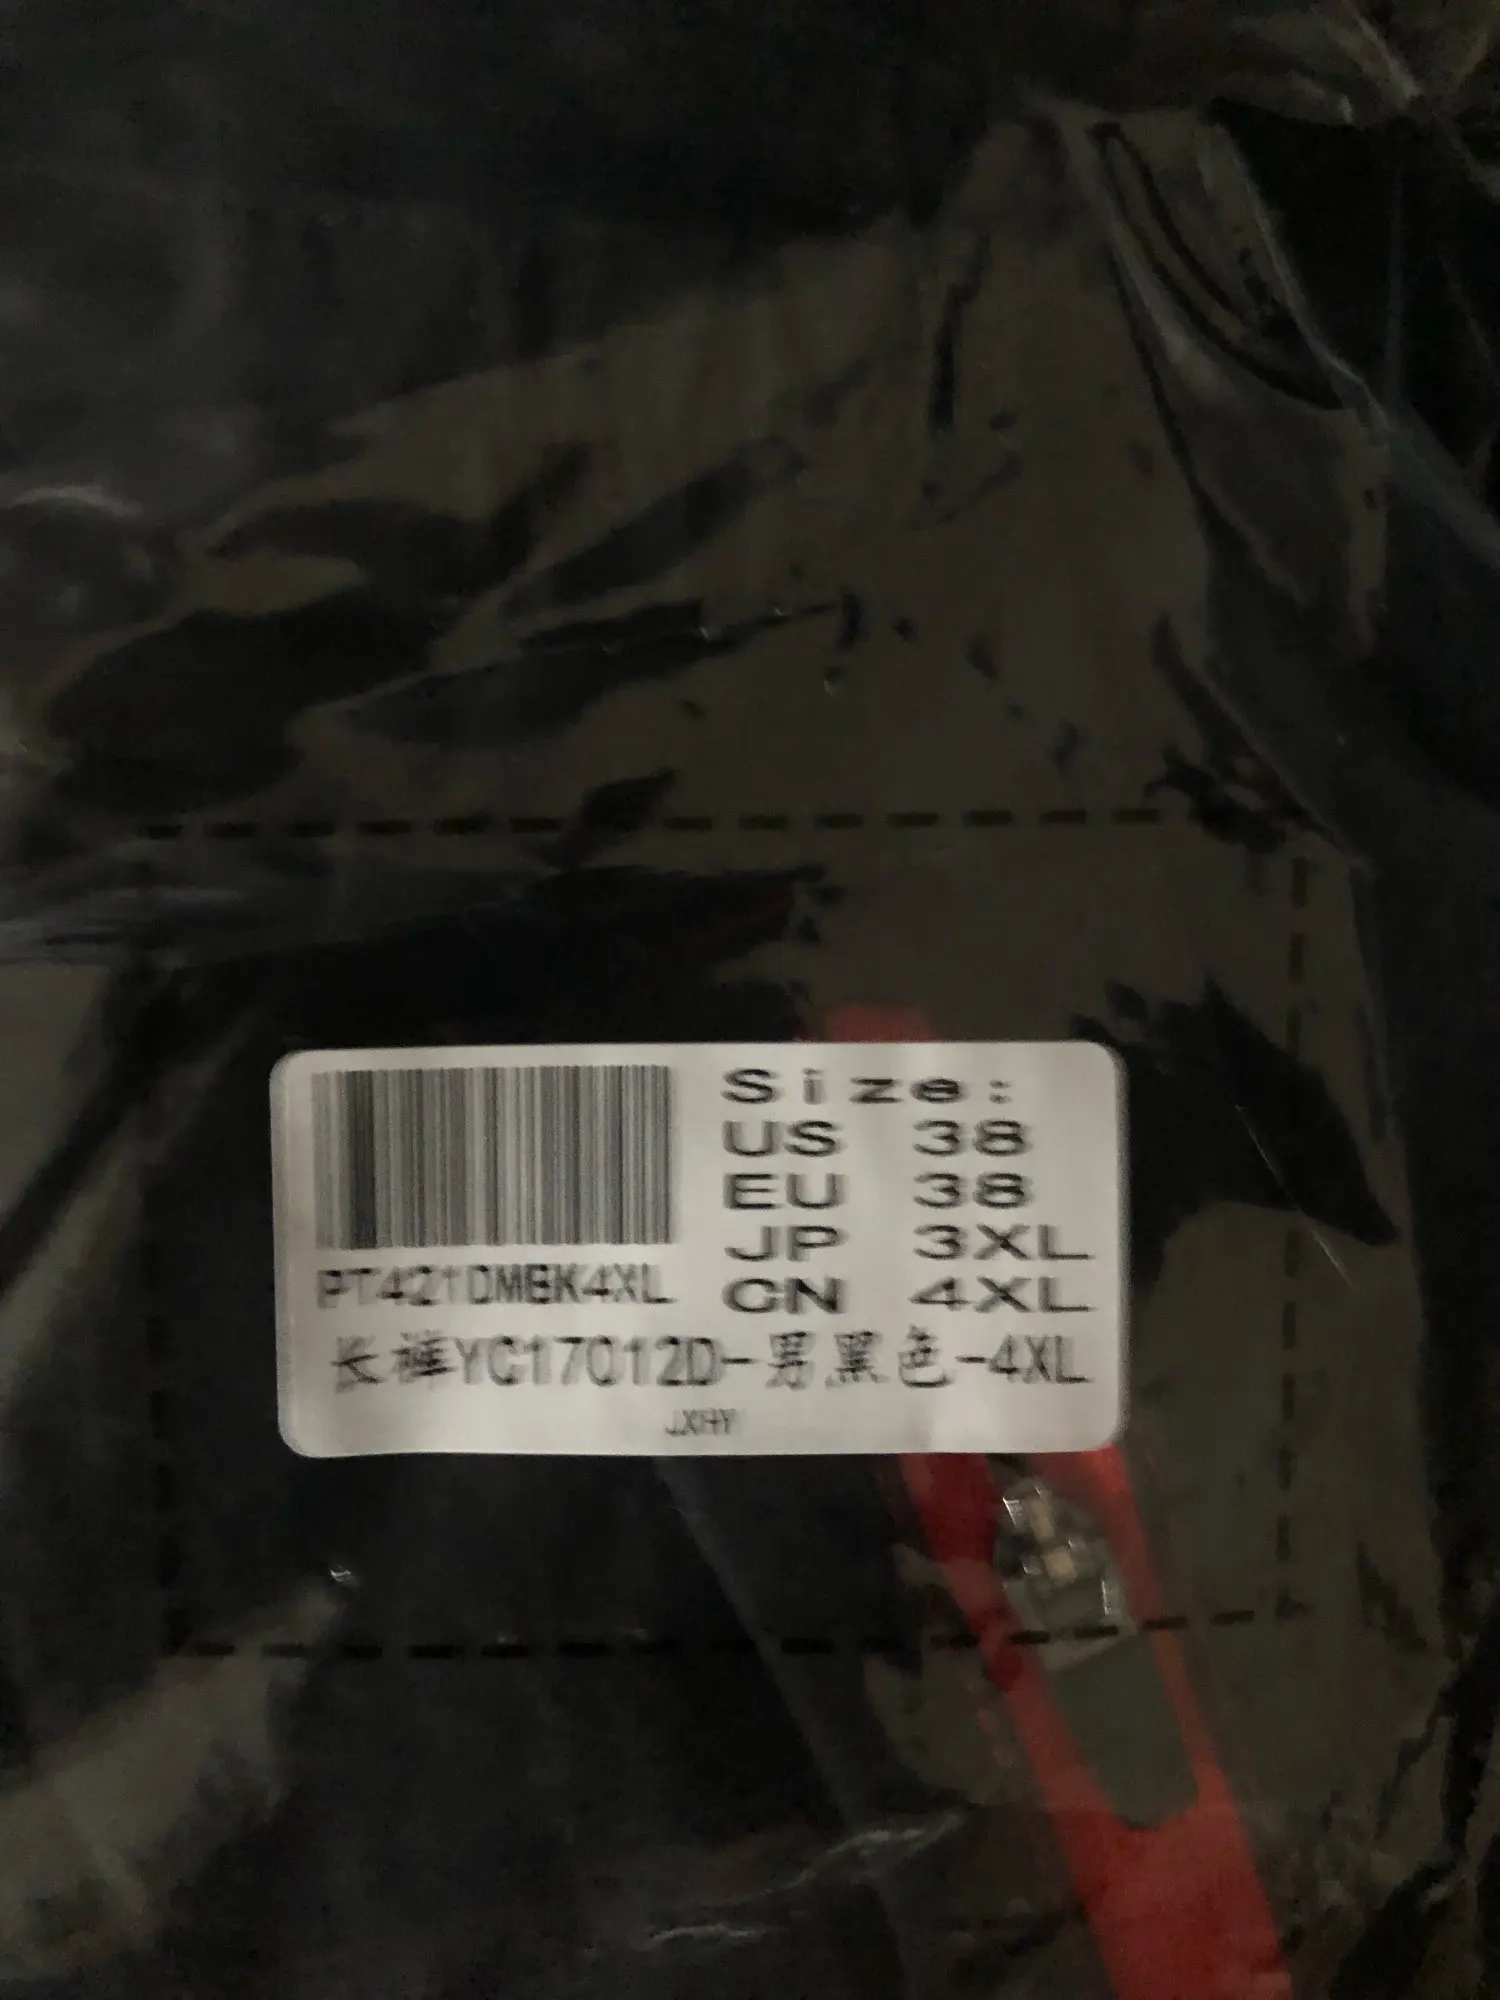 Size:
US 38
EU 38
JP 3XL
CN 4XL
PT421DMBK4XL
长裤YC17012D-男黑色-4XL
JXHY